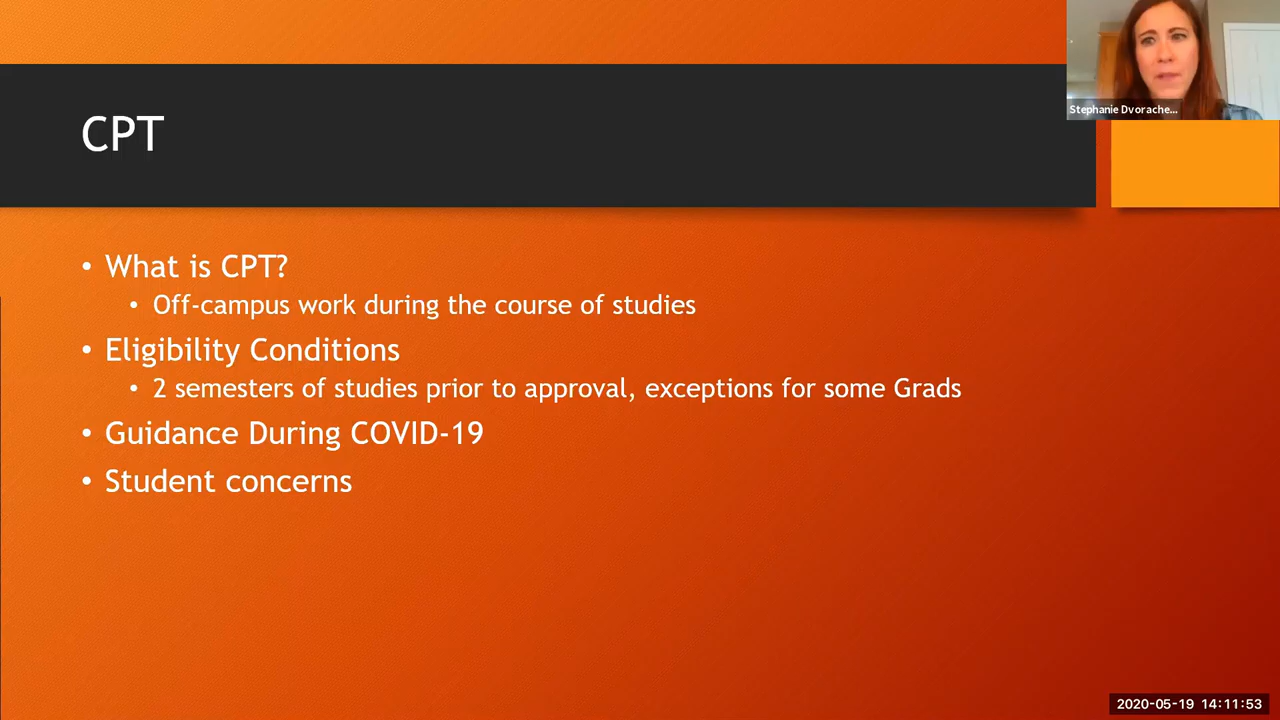 CPT
Stephanie Dvorache...
• What is CPT?
• Off-campus work during the course of studies
• Eligibility Conditions
• 2 semesters of studies prior to approval, exceptions for some Grads
• Guidance During COVID-19
• Student concerns
2020-05-19 14:11:53